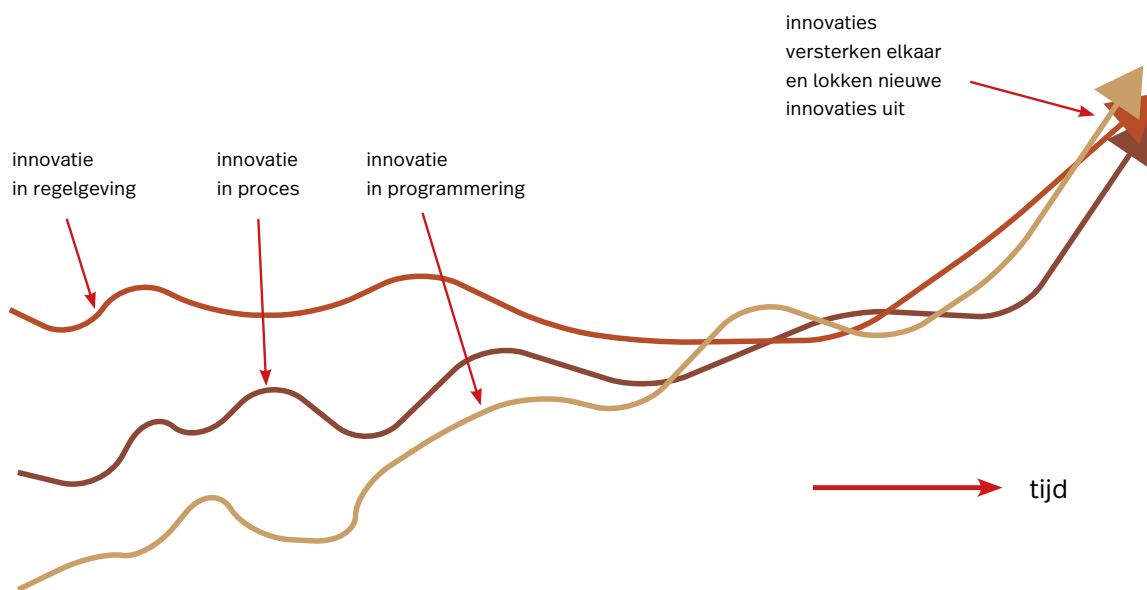 innovaties
versterken elkaar
en lokken nieuwe
innovaties uit
innovatie
in regelgeving
innovatie
in proces
innovatie
in programmering
tijd